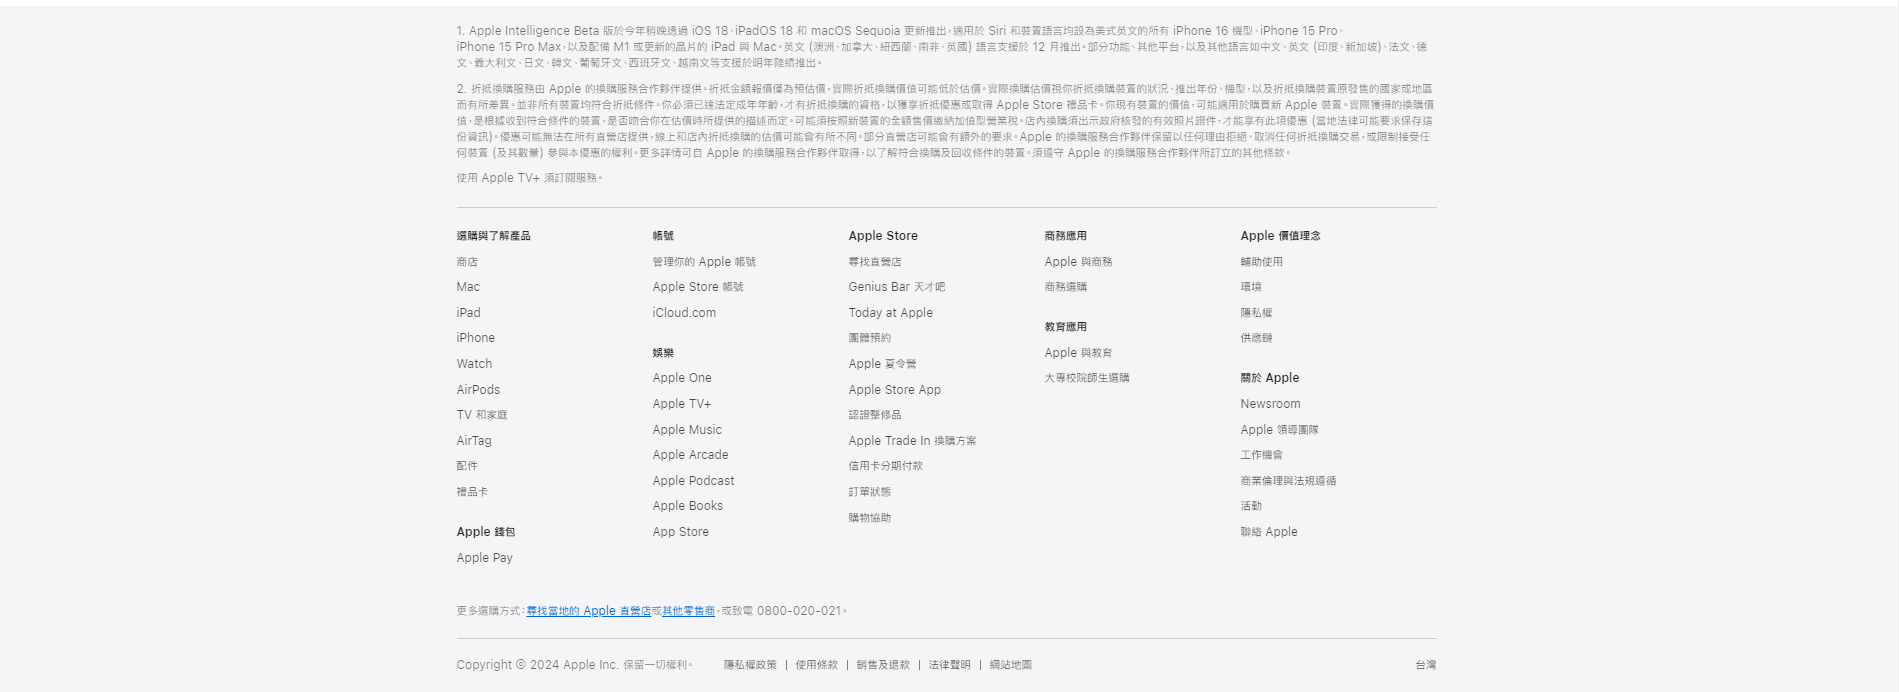 1. Apple Intelligence Beta 版於今年稍晚透過 iOS 18、iPadOS 18 和 macOS Sequoia 更新推出，適用於 Siri 和裝置語言均設為美式英文的所有 iPhone 16 機型、iPhone 15 Pro、
iPhone 15 Pro Max，以及配備 M1 或更新的晶片的 iPad 與 Mac。英文 (澳洲、加拿大、紐西蘭、南非、英國) 語言支援於 12 月推出。部分功能、其他平台，以及其他語言如中文、英文 (印度、新加坡)、法文、德
文、義大利文、日文、韓文、葡萄牙文、西班牙文、越南文等支援於明年陸續推出。
2. 折抵換購服務由 Apple 的換購服務合作夥伴提供。折抵金額報價僅為預估價，實際折抵換購價值可能低於估價。實際換購估價視你折抵換購裝置的狀況、推出年份、機型，以及折抵換購裝置原發售的國家或地區
而有所差異。並非所有裝置均符合折抵條件。你必須已達法定成年年齡，才有折抵換購的資格，以獲享折抵優惠或取得 Apple Store 禮品卡。你現有裝置的價值，可能適用於購買新 Apple 裝置。實際獲得的換購價
值，是根據收到符合條件的裝置，是否吻合你在估價時所提供的描述而定。可能須按照新裝置的全額售價繳納加值型營業稅。店內換購須出示政府核發的有效照片證件，才能享有此項優惠 (當地法律可能要求保存這
份資訊)。優惠可能無法在所有直營店提供，線上和店內折抵換購的估價可能會有所不同。部分直營店可能會有額外的要求。Apple 的換購服務合作夥伴保留以任何理由拒絕、取消任何折抵換購交易，或限制接受任
何裝置 (及其數量) 參與本優惠的權利。更多詳情可自 Apple 的換購服務合作夥伴取得，以了解符合換購及回收條件的裝置。須遵守 Apple 的換購服務合作夥伴所訂立的其他條款。
使用 Apple TV+ 須訂閱服務。
選購與了解產品
商店
Mac
iPad
iPhone
Watch
AirPods
TV 和家庭
AirTag
配件
禮品卡
Apple 錢包
Apple Pay
帳號
管理你的 Apple 帳號
Apple Store 帳號
iCloud.com
娛樂
Apple One
Apple TV+
Apple Music
Apple Arcade
Apple Podcast
Apple Books
App Store
Apple Store
尋找直營店
Genius Bar 天才吧
Today at Apple
團體預約
Apple 夏令營
Apple Store App
認證整修品
Apple Trade In 換購方案
信用卡分期付款
訂單狀態
購物協助
商務應用
Apple 與商務
商務選購
教育應用
Apple 與教育
大專校院師生選購
Apple 價值理念
輔助使用
環境
隱私權
供應鏈
關於 Apple
Newsroom
Apple 領導團隊
工作機會
商業倫理與法規遵循
活動
聯絡 Apple
更多選購方式：尋找當地的 Apple 直營店或其他零售商，或致電 0800-020-021。
Copyright © 2024 Apple Inc. 保留一切權利。 隱私權政策 | 使用條款 | 銷售及退款 | 法律聲明 | 網站地圖 台灣